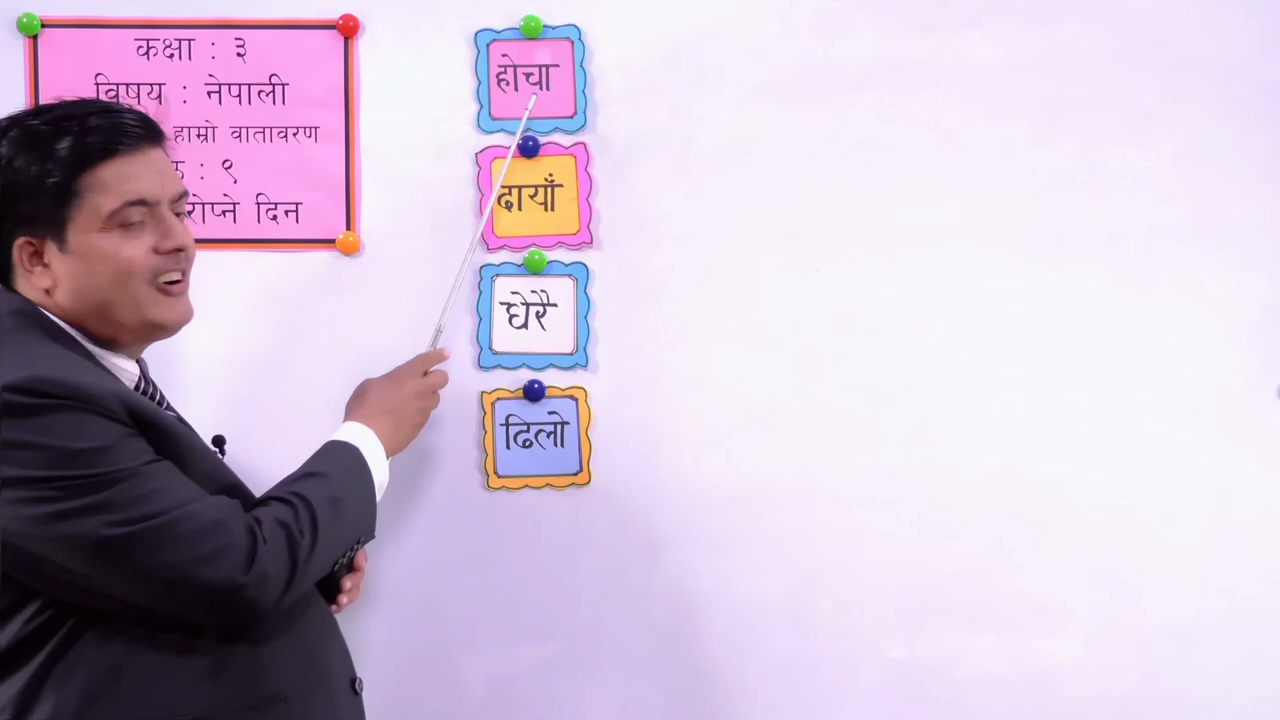 कक्षा : ३
विषय : नेपाली
हाम्रो वातावरण
: ९
रोप्ने दिन
होचा
दायाँ
धेरै
ढिलो